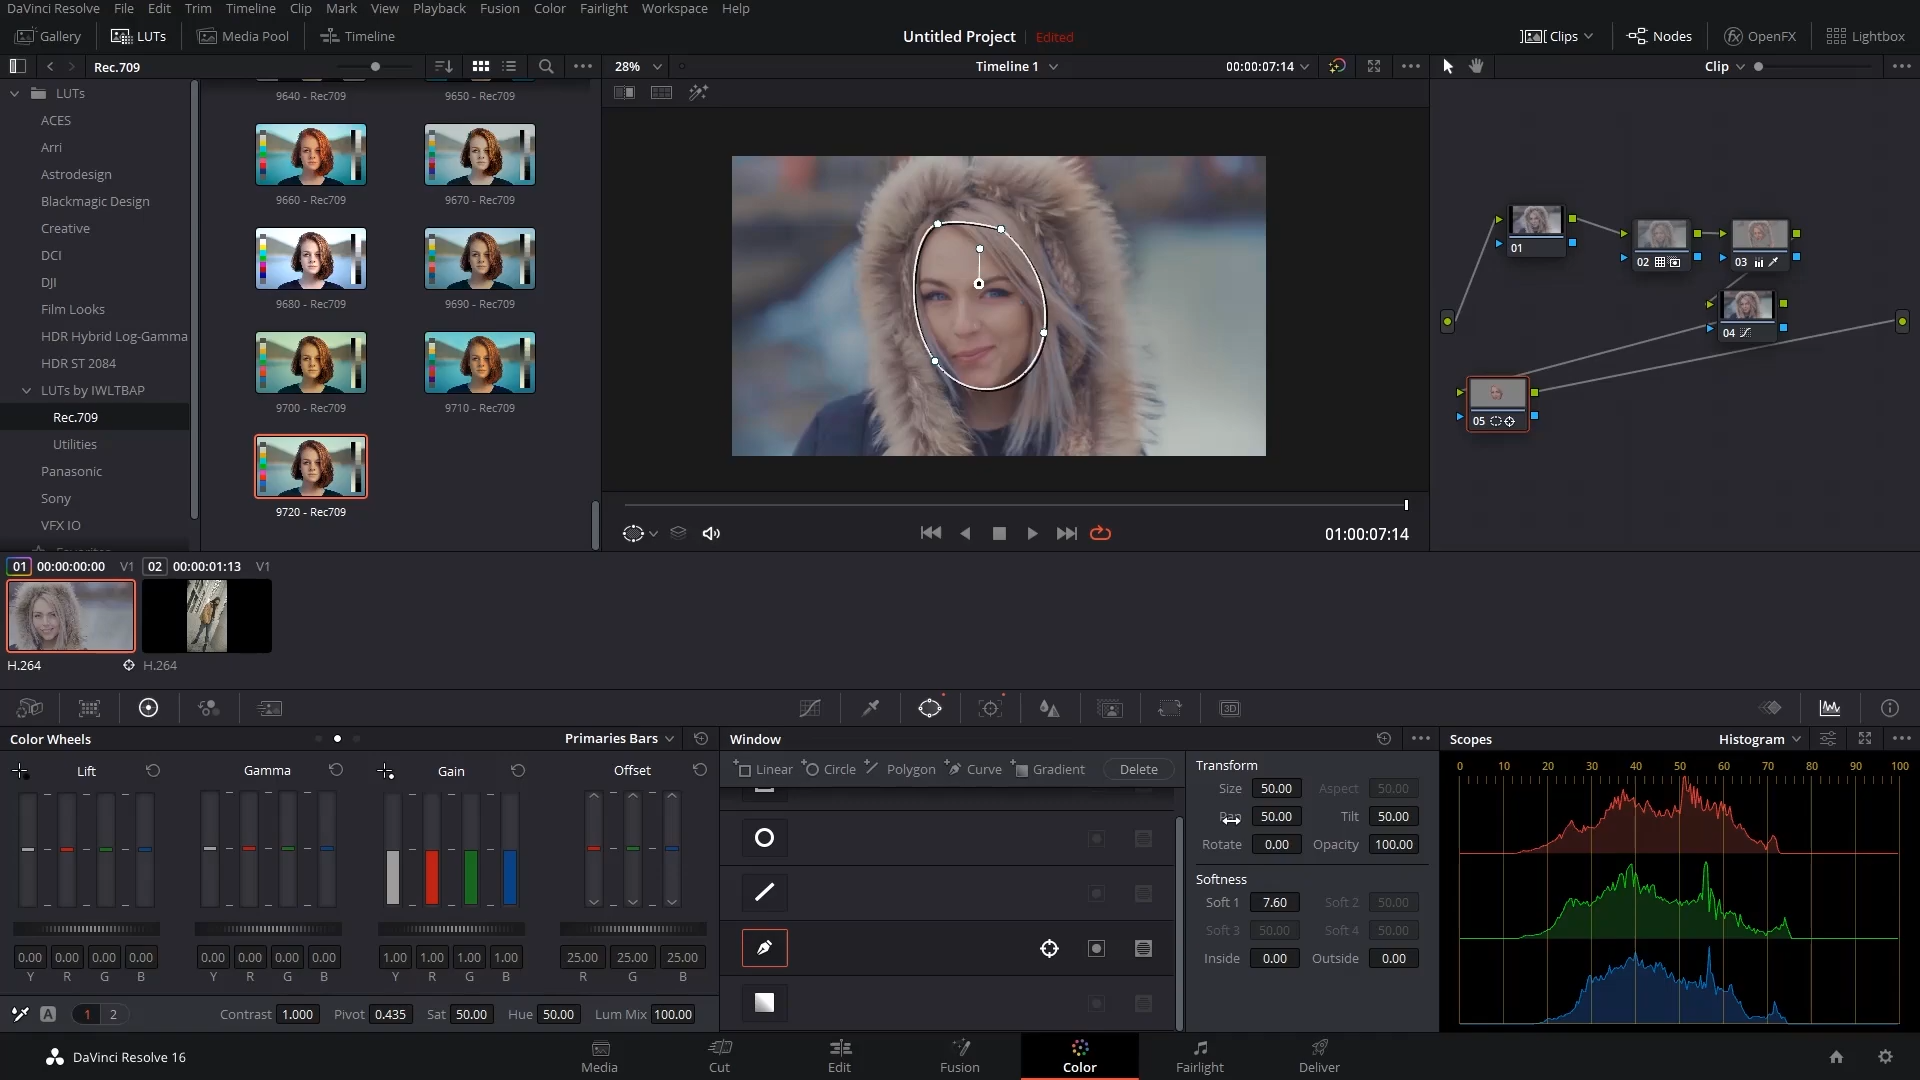 DaVinci Resolve File Edit Trim Timeline Clip Mark View Playback Fusion Color Fairlight Workspace Help
Gallery LUTs Media Pool Timeline Untitled Project Edited Clips Nodes OpenFX Lightbox
Rec.709 28% Timeline 1 00:00:07:14 Clip
LUTs
ACES
Arri
Astrodesign
Blackmagic Design
Creative
DCI
DJI
Film Looks
HDR Hybrid Log-Gamma
HDR ST 2084
LUTs by IWLTBAP
Rec.709
Utilities
Panasonic
Sony
VFX IO
9640 - Rec709 9650 - Rec709
9660 - Rec709 9670 - Rec709
9680 - Rec709 9690 - Rec709
9700 - Rec709 9710 - Rec709
9720 - Rec709
01:00:07:14
01
02
03
04
05
01 00:00:00:00 V1 02 00:00:01:13 V1
H.264 H.264
3D
Color Wheels Primaries Bars
Lift Gamma Gain Offset
0.00 0.00 0.00 0.00 0.00 0.00 0.00 0.00 1.00 1.00 1.00 1.00 25.00 25.00 25.00
Y R G B Y R G B Y R G B R G B
A 1 2 Contrast 1.000 Pivot 0.435 Sat 50.00 Hue 50.00 Lum Mix 100.00
Window
Linear Circle Polygon Curve Gradient Delete
Transform
Size 50.00 Aspect 50.00
Pan 50.00 Tilt 50.00
Rotate 0.00 Opacity 100.00
Softness
Soft 1 7.60 Soft 2 50.00
Soft 3 50.00 Soft 4 50.00
Inside 0.00 Outside 0.00
Scopes Histogram
0 10 20 30 40 50 60 70 80 90 100
DaVinci Resolve 16 Media Cut Edit Fusion Color Fairlight Deliver